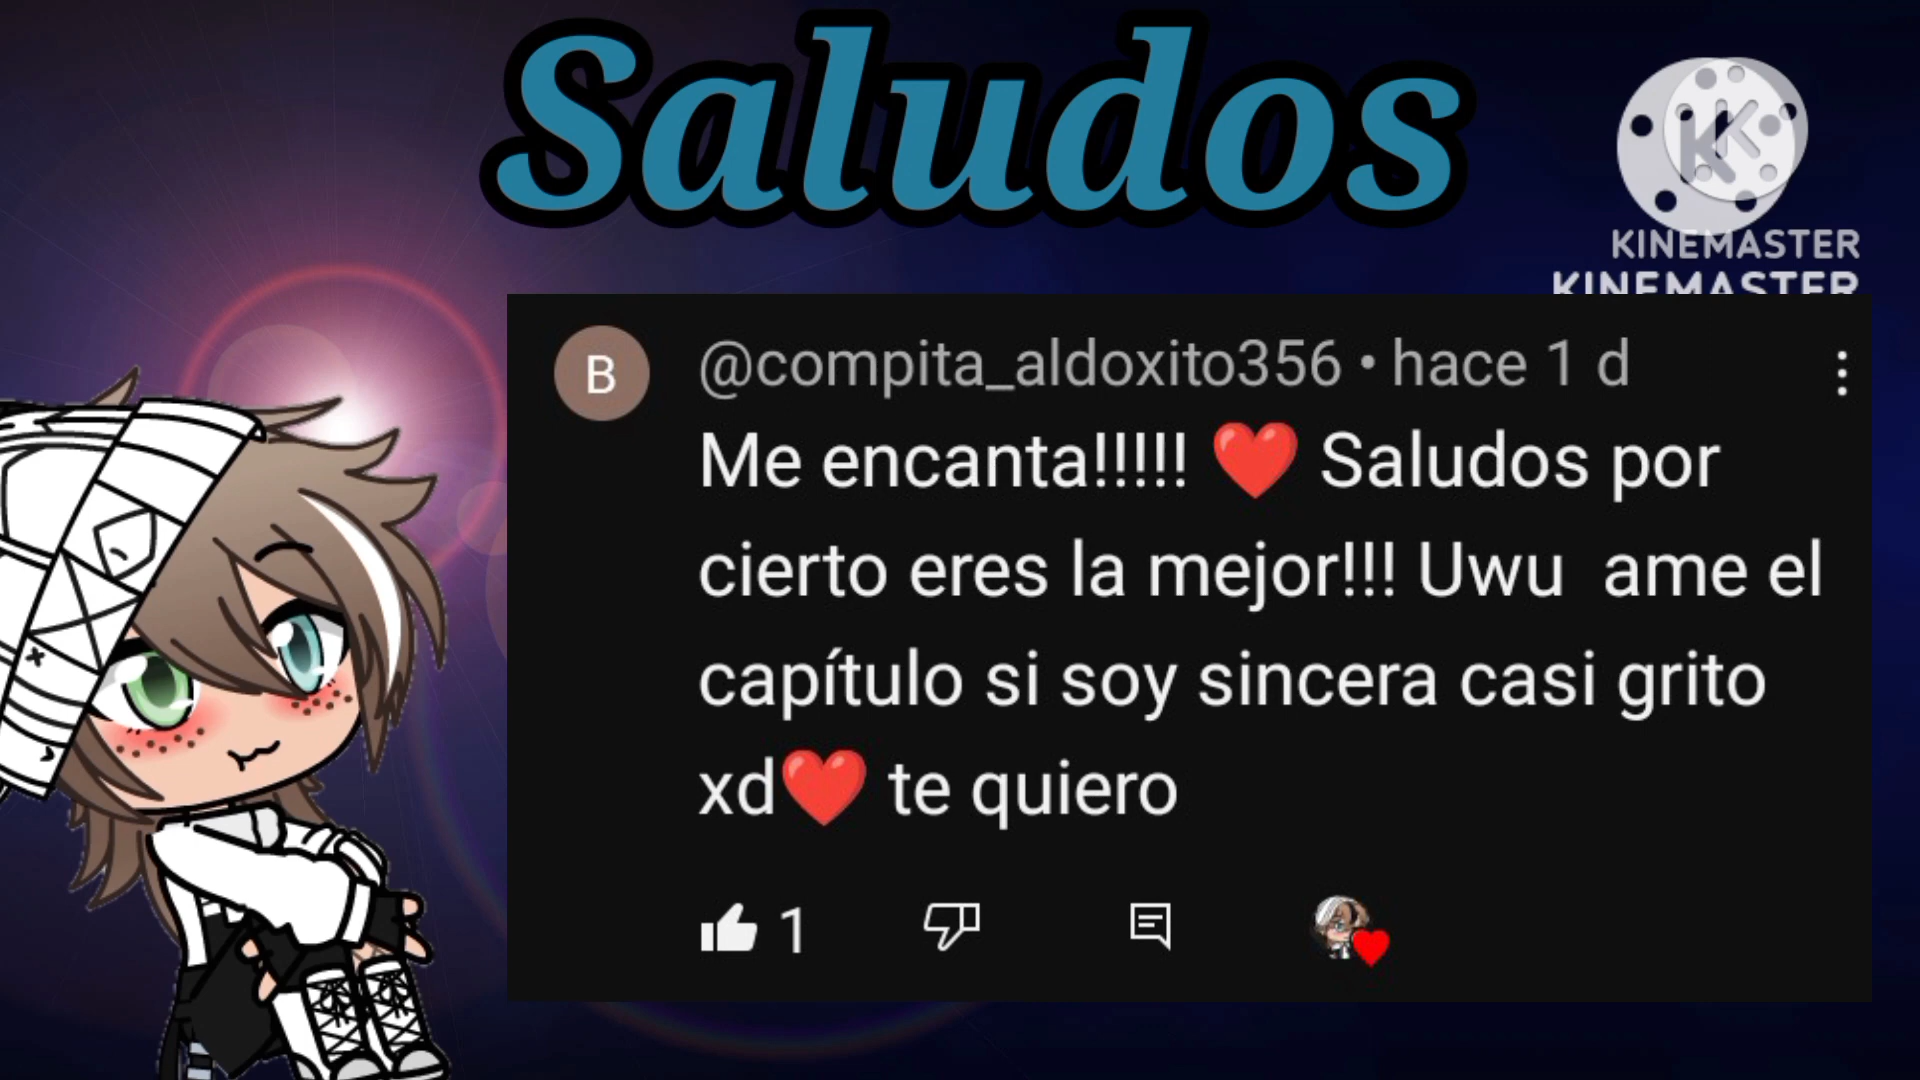 Saludos
K K
KINEMASTER
KINEMASTER
B
@compita_aldoxito356 • hace 1 d
Me encanta!!!!! ❤️ Saludos por
cierto eres la mejor!!! Uwu  ame el
capítulo si soy sincera casi grito
xd❤️ te quiero
1